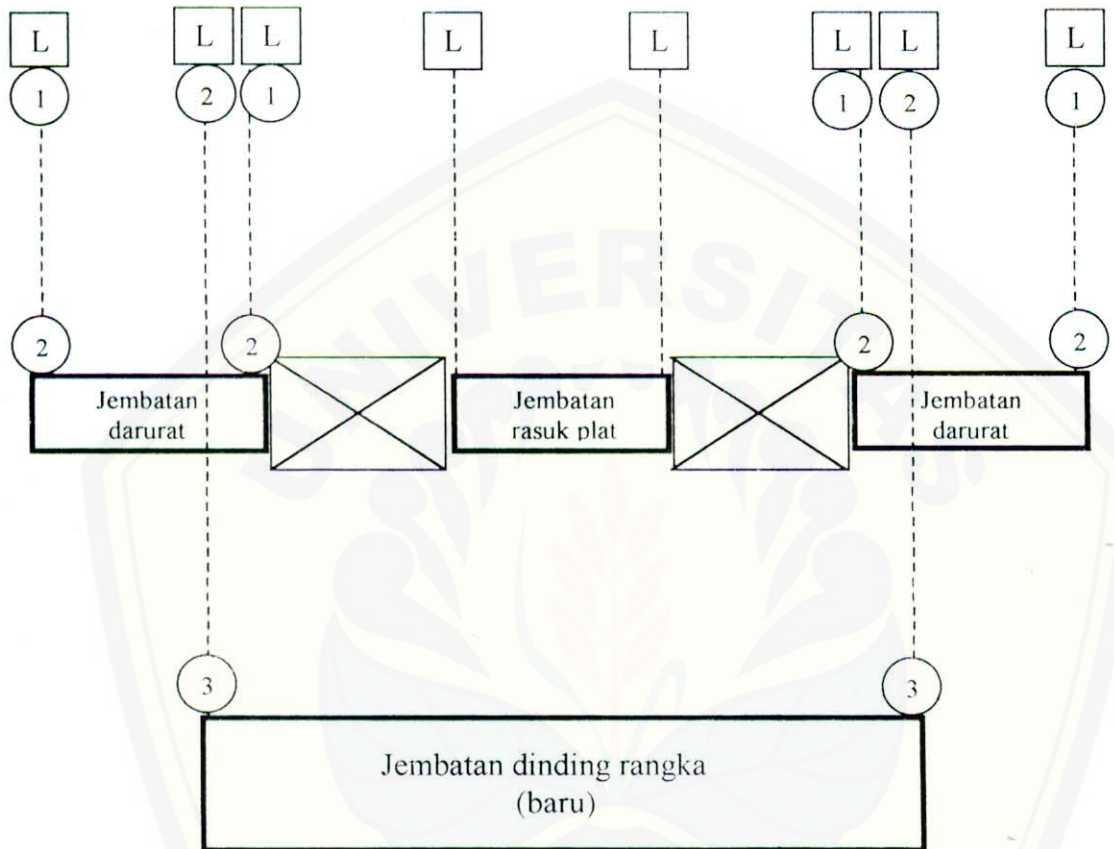 L L L L L L L L
1 2 1 1 2 1
2 2 2 2
Jembatan
darurat
Jembatan
rasuk plat
Jembatan
darurat
3 3
Jembatan dinding rangka
(baru)
UNIVERSITAS